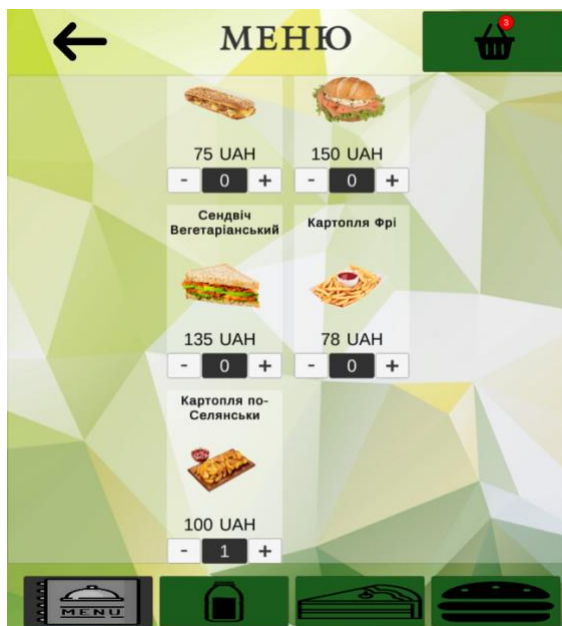 МЕНЮ
3
75 UAH
150 UAH
- 0 +
- 0 +
Сендвіч
Вегетаріанський
Картопля Фрі
135 UAH
78 UAH
- 0 +
- 0 +
Картопля по-
Селянськи
100 UAH
- 1 +
MENU